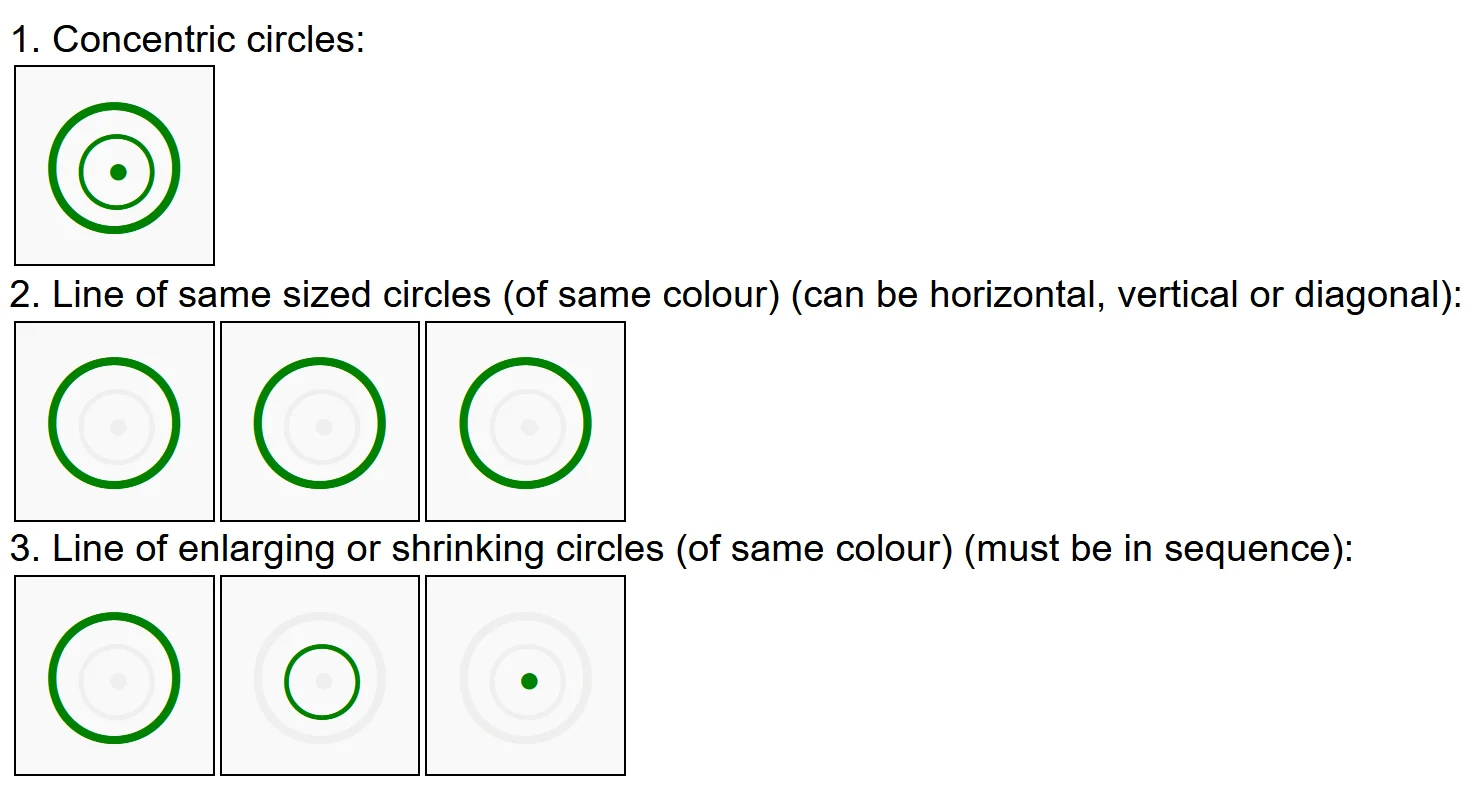 1. Concentric circles:
2. Line of same sized circles (of same colour) (can be horizontal, vertical or diagonal):
3. Line of enlarging or shrinking circles (of same colour) (must be in sequence):